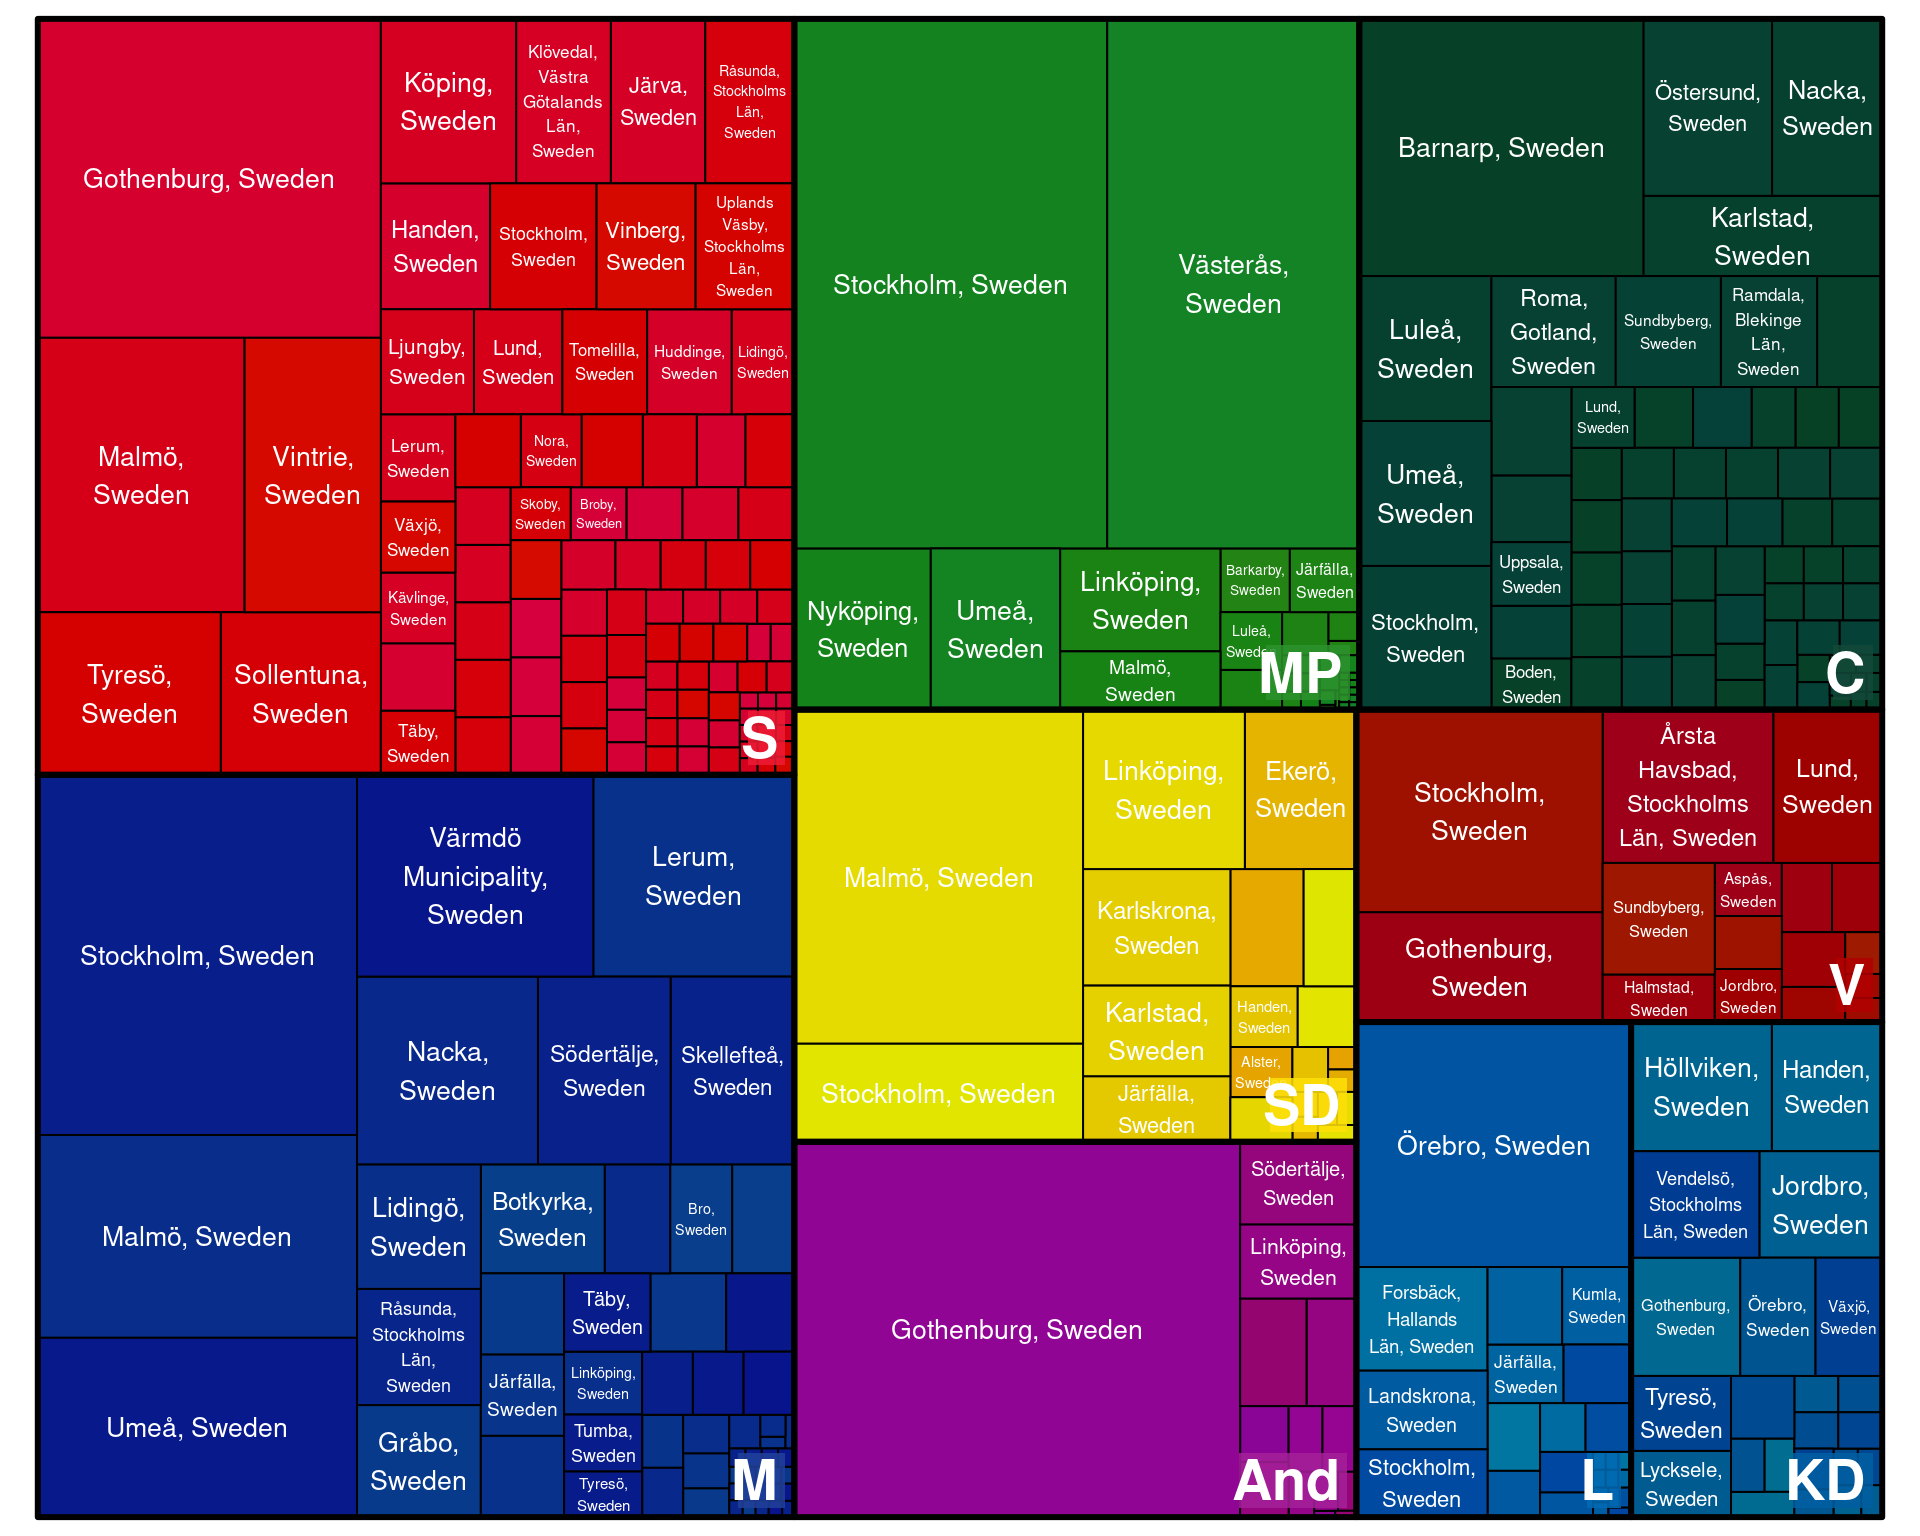 Gothenburg, Sweden
Malmö,
Sweden
Vintrie,
Sweden
Tyresö,
Sweden
Sollentuna,
Sweden
Köping,
Sweden
Klövedal,
Västra
Götalands
Län,
Sweden
Järva,
Sweden
Råsunda,
Stockholms
Län,
Sweden
Handen,
Sweden
Stockholm,
Sweden
Vinberg,
Sweden
Uplands
Väsby,
Stockholms
Län,
Sweden
Ljungby,
Sweden
Lund,
Sweden
Tomelilla,
Sweden
Huddinge,
Sweden
Lidingö,
Sweden
Lerum,
Sweden
Nora,
Sweden
Växjö,
Sweden
Skoby,
Sweden
Broby,
Sweden
Kävlinge,
Sweden
Täby,
Sweden
S
Stockholm, Sweden
Västerås,
Sweden
Nyköping,
Sweden
Umeå,
Sweden
Linköping,
Sweden
Malmö,
Sweden
Barkarby,
Sweden
Järfälla,
Sweden
Luleå,
Sweden
MP
Barnarp, Sweden
Östersund,
Sweden
Nacka,
Sweden
Karlstad,
Sweden
Luleå,
Sweden
Roma,
Gotland,
Sweden
Sundbyberg,
Sweden
Ramdala,
Blekinge
Län,
Sweden
Lund,
Sweden
Umeå,
Sweden
Uppsala,
Sweden
Stockholm,
Sweden
Boden,
Sweden
C
Stockholm, Sweden
Malmö, Sweden
Umeå, Sweden
Värmdö
Municipality,
Sweden
Lerum,
Sweden
Nacka,
Sweden
Södertälje,
Sweden
Skellefteå,
Sweden
Lidingö,
Sweden
Botkyrka,
Sweden
Bro,
Sweden
Råsunda,
Stockholms
Län,
Sweden
Täby,
Sweden
Järfälla,
Sweden
Linköping,
Sweden
Gråbo,
Sweden
Tumba,
Sweden
Tyresö,
Sweden
M
Malmö, Sweden
Stockholm, Sweden
Linköping,
Sweden
Ekerö,
Sweden
Karlskrona,
Sweden
Karlstad,
Sweden
Järfälla,
Sweden
Handen,
Sweden
Alster,
Sweden
SD
Gothenburg, Sweden
Södertälje,
Sweden
Linköping,
Sweden
And
Stockholm,
Sweden
Gothenburg,
Sweden
Årsta
Havsbad,
Stockholms
Län, Sweden
Lund,
Sweden
Sundbyberg,
Sweden
Aspås,
Sweden
Halmstad,
Sweden
Jordbro,
Sweden
V
Örebro, Sweden
Forsbäck,
Hallands
Län, Sweden
Kumla,
Sweden
Järfälla,
Sweden
Landskrona,
Sweden
Stockholm,
Sweden
L
Höllviken,
Sweden
Handen,
Sweden
Vendelsö,
Stockholms
Län, Sweden
Jordbro,
Sweden
Gothenburg,
Sweden
Örebro,
Sweden
Växjö,
Sweden
Tyresö,
Sweden
Lycksele,
Sweden
KD